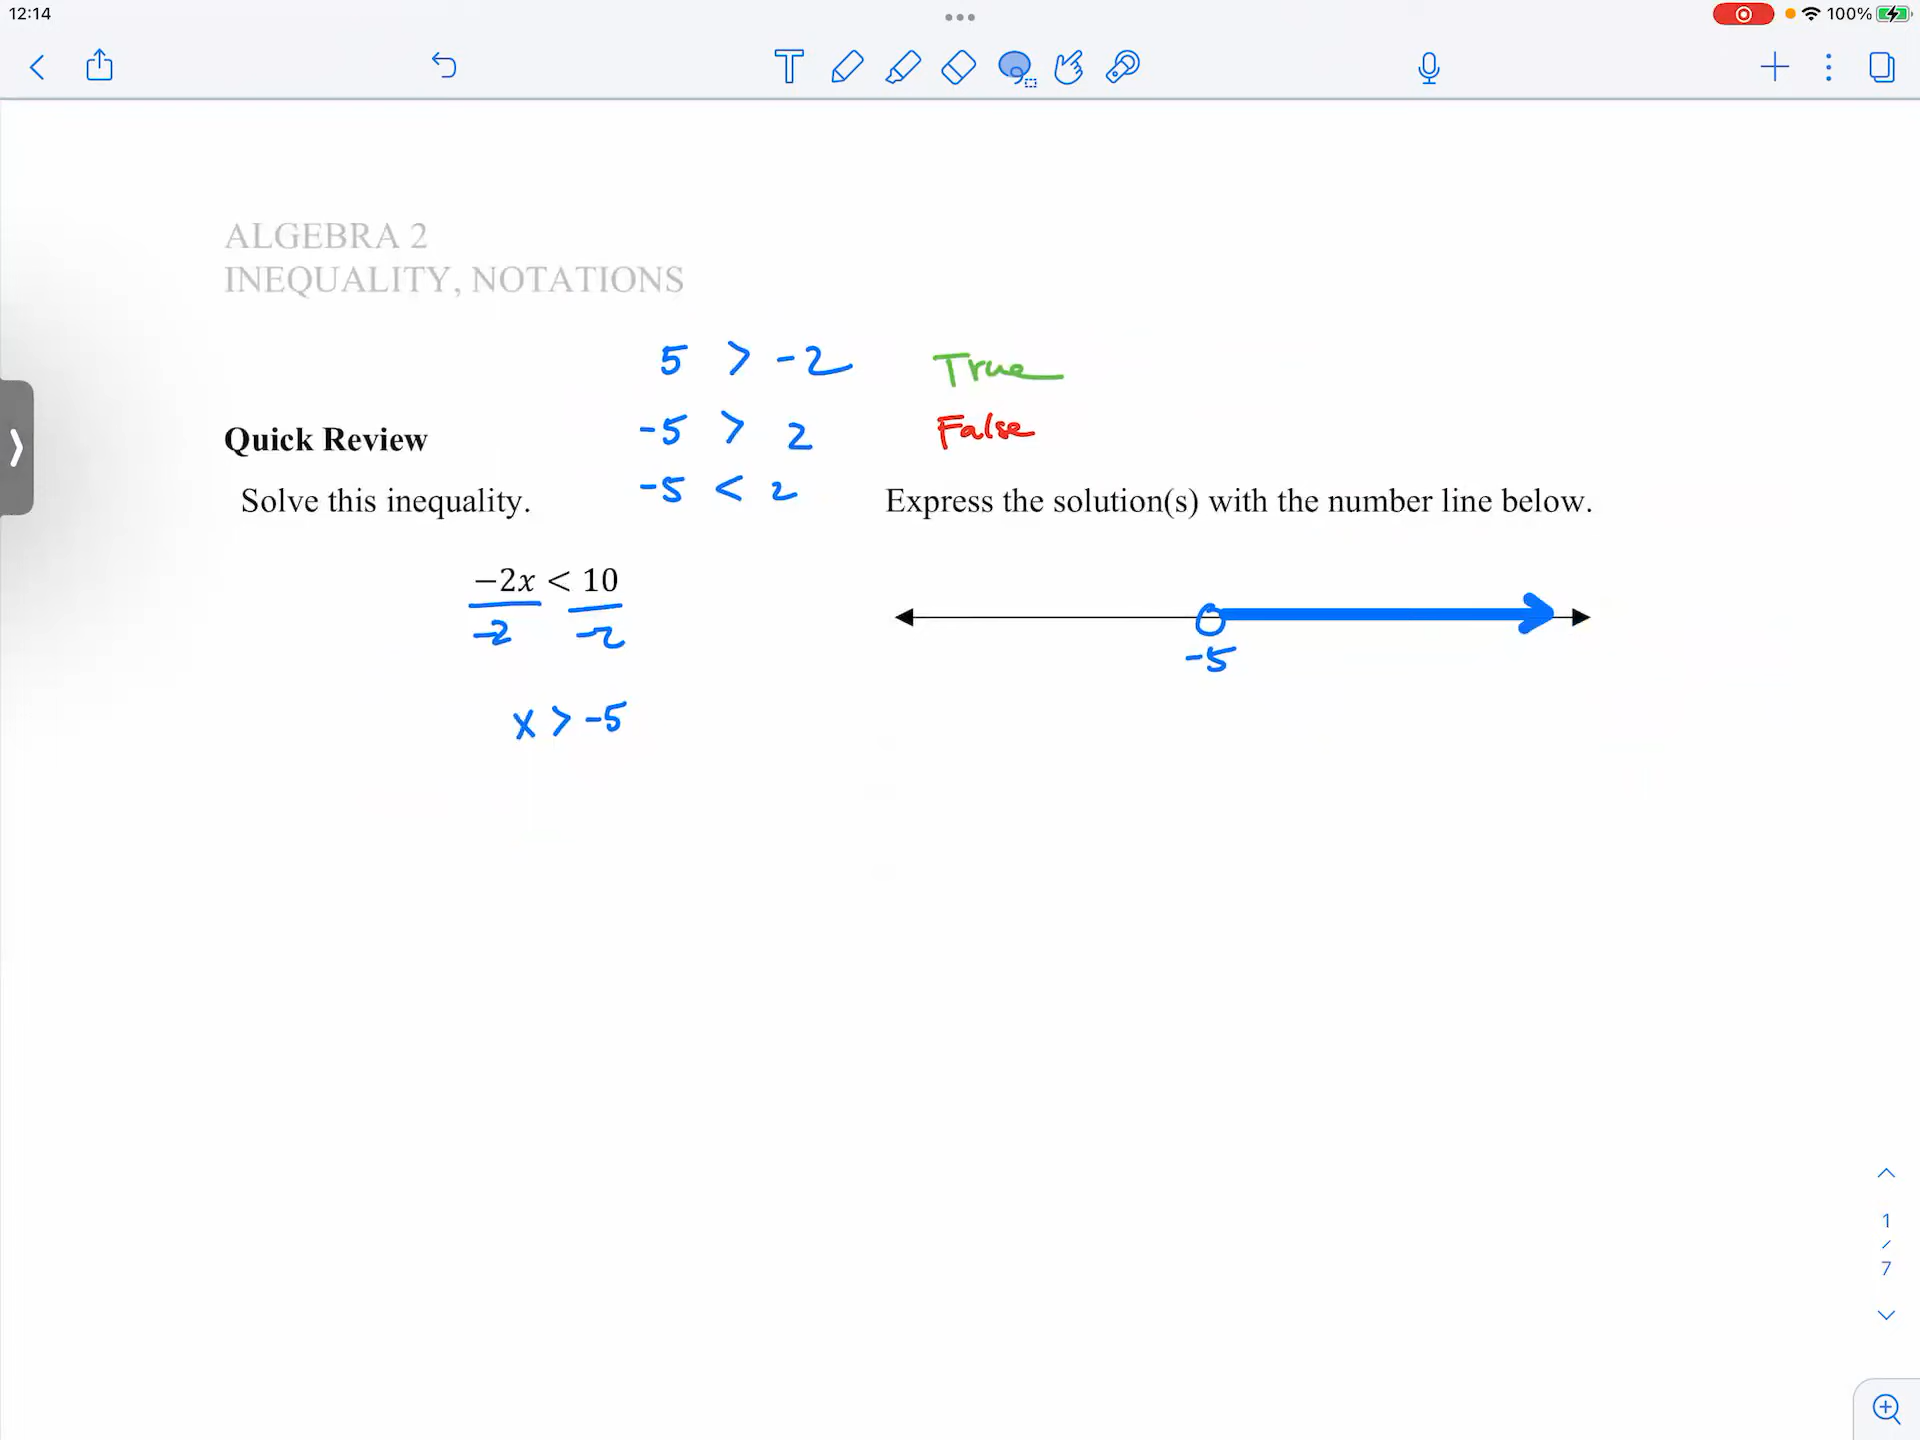 12:14
100%
ALGEBRA 2
INEQUALITY, NOTATIONS
5 > -2 True
-5 > 2 False
Quick Review
-5 < 2
Solve this inequality.
Express the solution(s) with the number line below.
−2x < 10
-2 -2
-5
x > -5
1
/
7